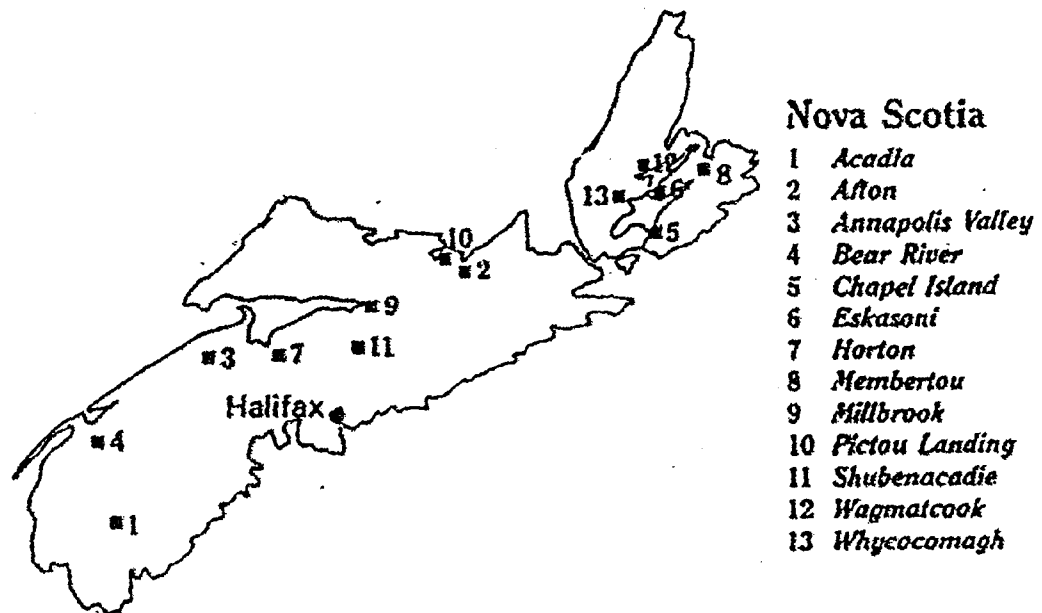 Nova Scotia
1 Acadia
2 Afton
3 Annapolis Valley
4 Bear River
5 Chapel Island
6 Eskasoni
7 Horton
8 Membertou
9 Millbrook
10 Pictou Landing
11 Shubenacadie
12 Wagmatcook
13 Whycocomagh
12
8
13
6
5
10
2
9
3
7
11
Halifax
4
1